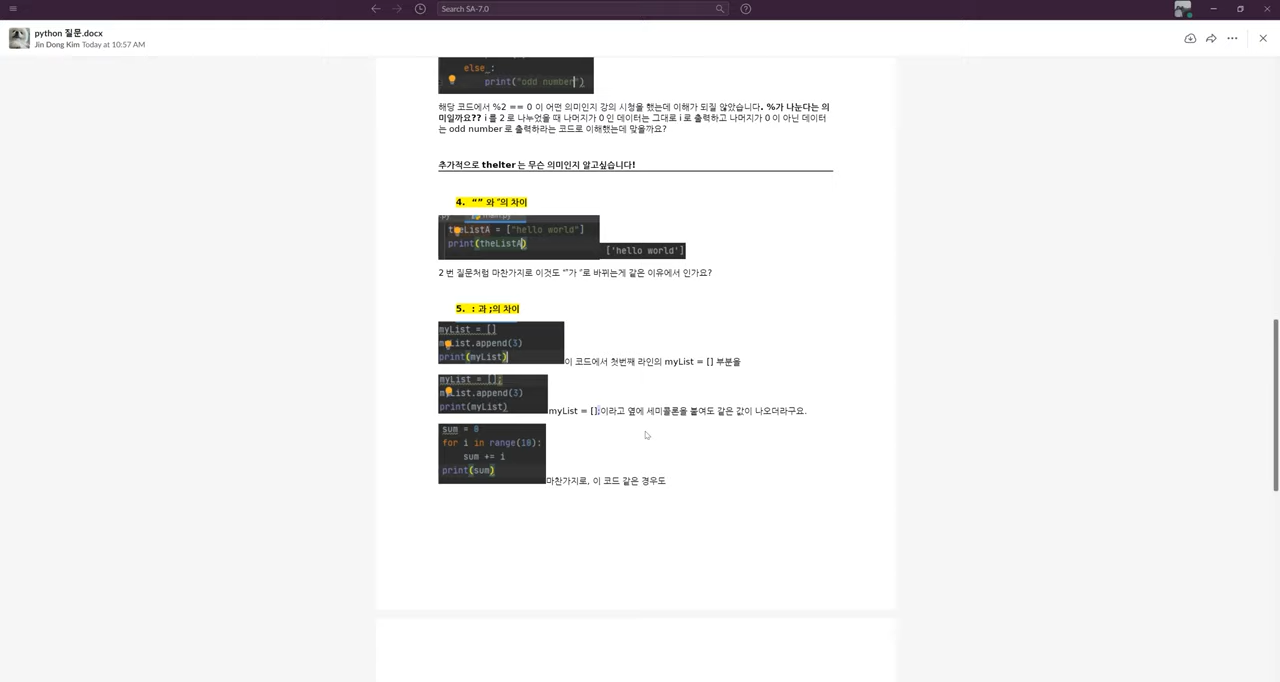 Search SA-7.0
python 질문.docx
Jin Dong Kim Today at 10:57 AM
else_:
print("odd number")
해당 코드에서 %2 == 0 이 어떤 의미인지 강의 시청을 했는데 이해가 되질 않았습니다. %가 나눈다는 의
미일까요?? i 를 2 로 나누었을 때 나머지가 0 인 데이터는 그대로 i 로 출력하고 나머지가 0 이 아닌 데이터
는 odd number 로 출력하라는 코드로 이해했는데 맞을까요?
추가적으로 theIter 는 무슨 의미인지 알고싶습니다!
4. “” 와 ‘’의 차이
theListA = ["hello world"]
print(theListA)
['hello world']
2 번 질문처럼 마찬가지로 이것도 “”가 ‘’로 바뀌는게 같은 이유에서 인가요?
5. : 과 ;의 차이
myList = []
myList.append(3)
print(myList)
이 코드에서 첫번째 라인의 myList = [] 부분을
myList = [];
myList.append(3)
print(myList)
myList = [];이라고 옆에 세미콜론을 붙여도 같은 값이 나오더라구요.
sum = 0
for i in range(10):
sum += i
print(sum)
마찬가지로, 이 코드 같은 경우도